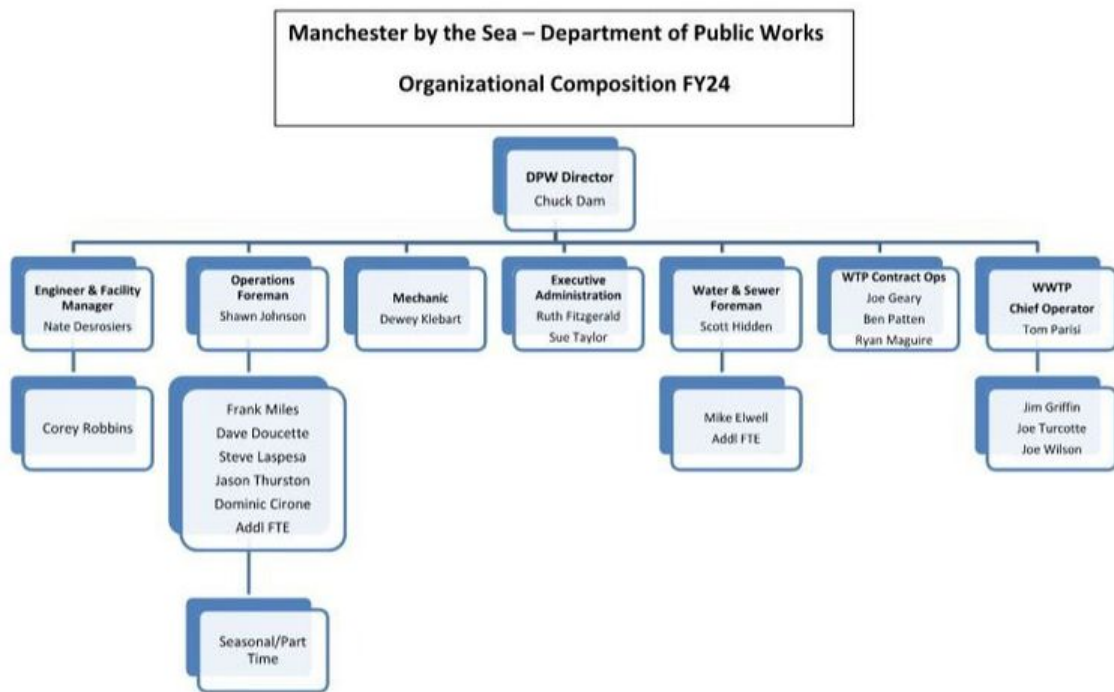 Manchester by the Sea – Department of Public Works
Organizational Composition FY24
DPW Director
Chuck Dam
Engineer & Facility
Manager
Nate Desrosiers
Operations
Foreman
Shawn Johnson
Mechanic
Dewey Klebart
Executive
Administration
Ruth Fitzgerald
Sue Taylor
Water & Sewer
Foreman
Scott Hidden
WTP Contract Ops
Joe Geary
Ben Patten
Ryan Maguire
WWTP
Chief Operator
Tom Parisi
Corey Robbins
Frank Miles
Dave Doucette
Steve Laspesa
Jason Thurston
Dominic Cirone
Addl FTE
Mike Elwell
Addl FTE
Jim Griffin
Joe Turcotte
Joe Wilson
Seasonal/Part
Time